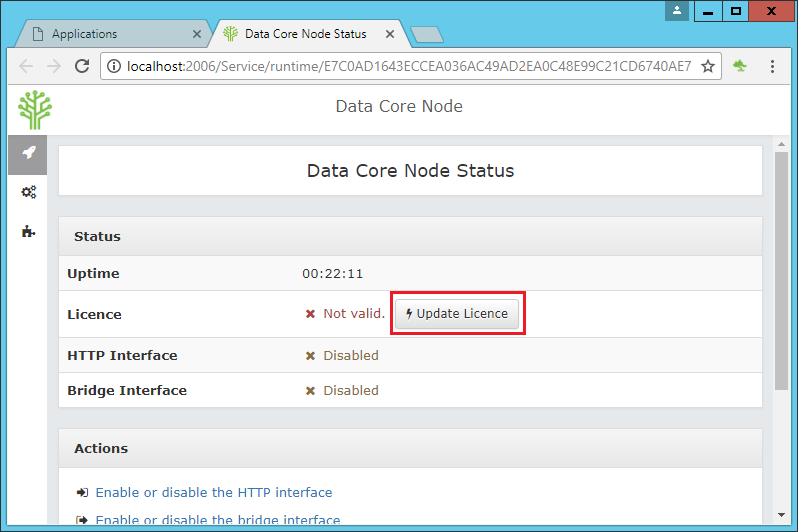 Applications
Data Core Node Status
localhost:2006/Service/runtime/E7C0AD1643ECCEA036AC49AD2EA0C48E99C21CD6740AE7
Data Core Node
Data Core Node Status
Status
Uptime 00:22:11
Licence Not valid. Update Licence
HTTP Interface Disabled
Bridge Interface Disabled
Actions
Enable or disable the HTTP interface
Enable or disable the bridge interface